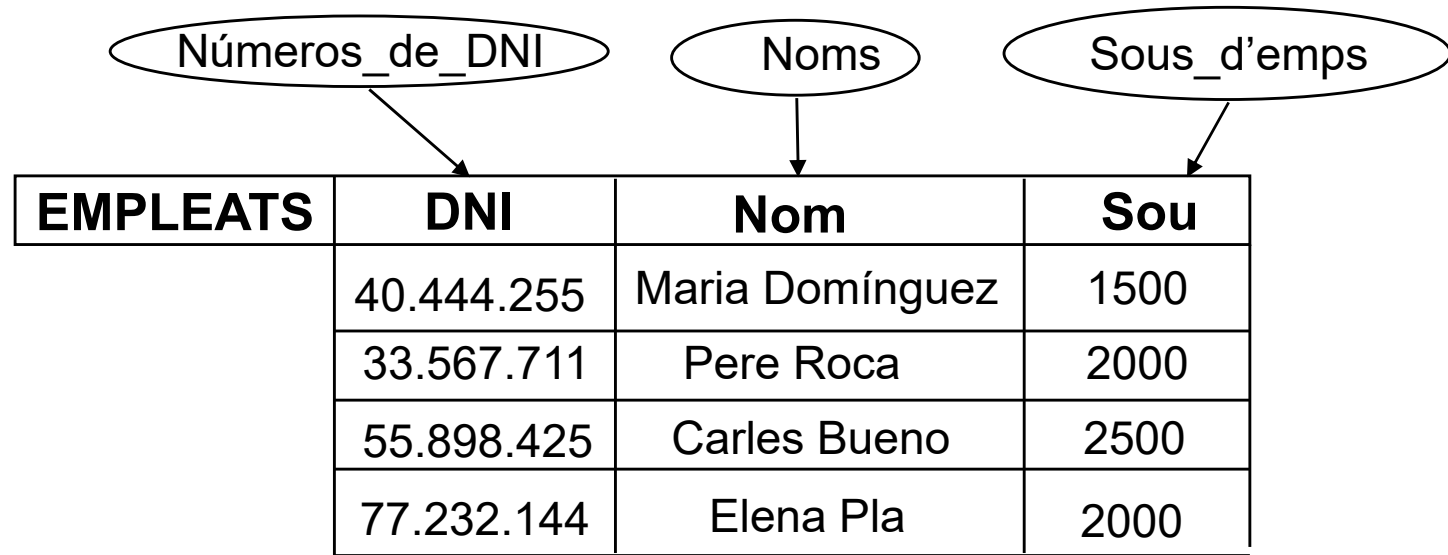 Números_de_DNI Noms Sous_d’emps
EMPLEATS DNI Nom Sou
40.444.255 Maria Domínguez 1500
33.567.711 Pere Roca 2000
55.898.425 Carles Bueno 2500
77.232.144 Elena Pla 2000